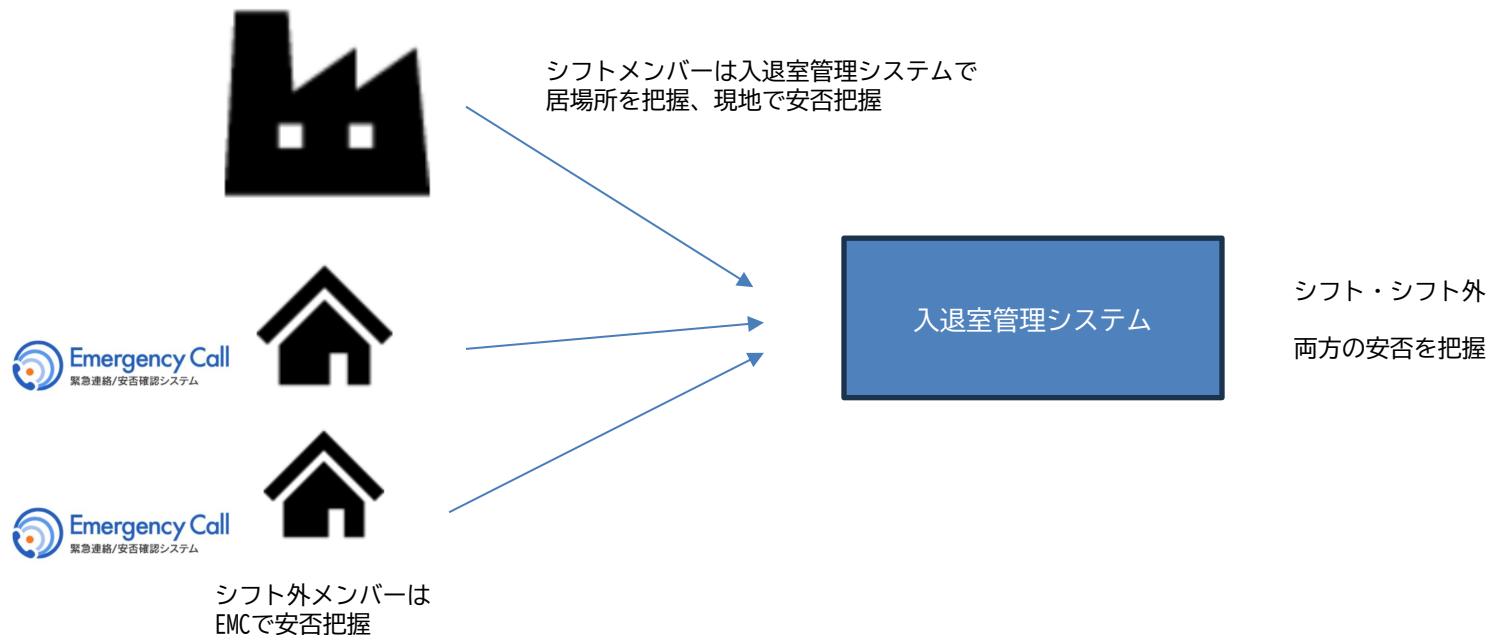 シフトメンバーは入退室管理システムで
居場所を把握、現地で安否把握
入退室管理システム
シフト・シフト外
両方の安否を把握
Emergency Call
緊急連絡/安否確認システム
Emergency Call
緊急連絡/安否確認システム
シフト外メンバーは
EMCで安否把握